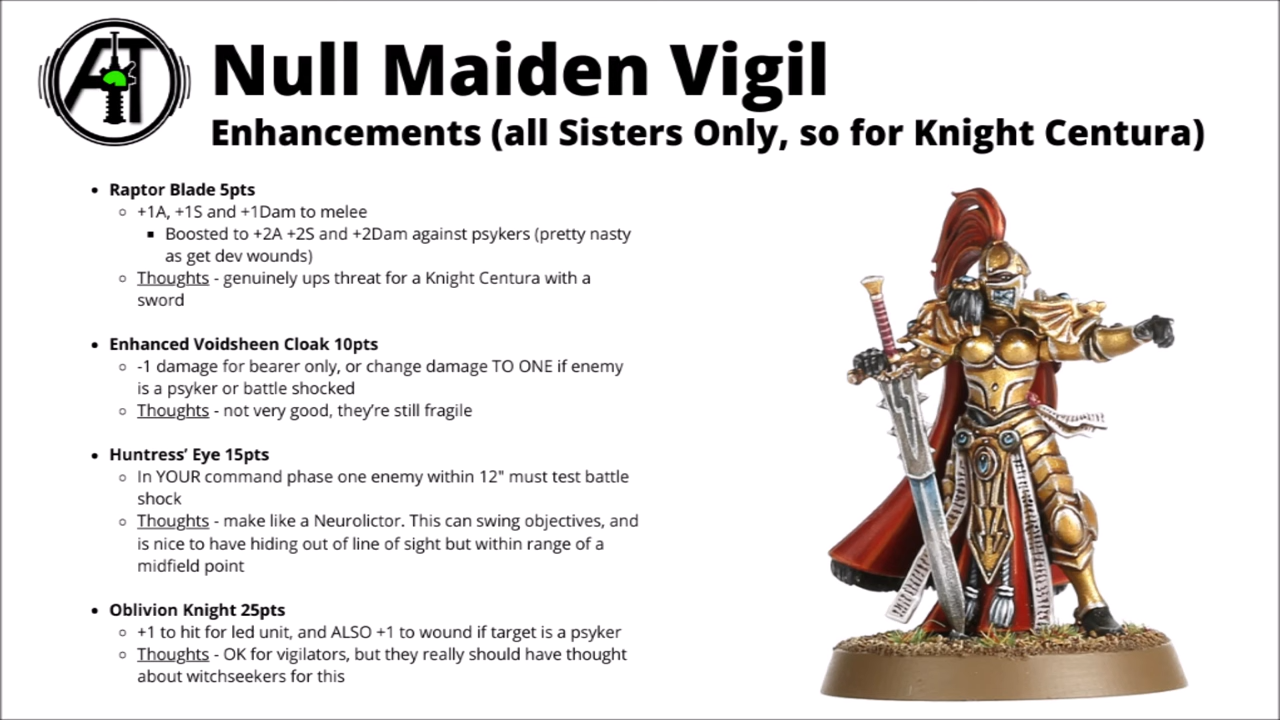 AT
Null Maiden Vigil
Enhancements (all Sisters Only, so for Knight Centura)
• Raptor Blade 5pts
○ +1A, +1S and +1Dam to melee
▪ Boosted to +2A +2S and +2Dam against psykers (pretty nasty
as get dev wounds)
○ Thoughts - genuinely ups threat for a Knight Centura with a
sword
• Enhanced Voidsheen Cloak 10pts
○ -1 damage for bearer only, or change damage TO ONE if enemy
is a psyker or battle shocked
○ Thoughts - not very good, they’re still fragile
• Huntress’ Eye 15pts
○ In YOUR command phase one enemy within 12" must test battle
shock
○ Thoughts - make like a Neurolictor. This can swing objectives, and
is nice to have hiding out of line of sight but within range of a
midfield point
• Oblivion Knight 25pts
○ +1 to hit for led unit, and ALSO +1 to wound if target is a psyker
○ Thoughts - OK for vigilators, but they really should have thought
about witchseekers for this